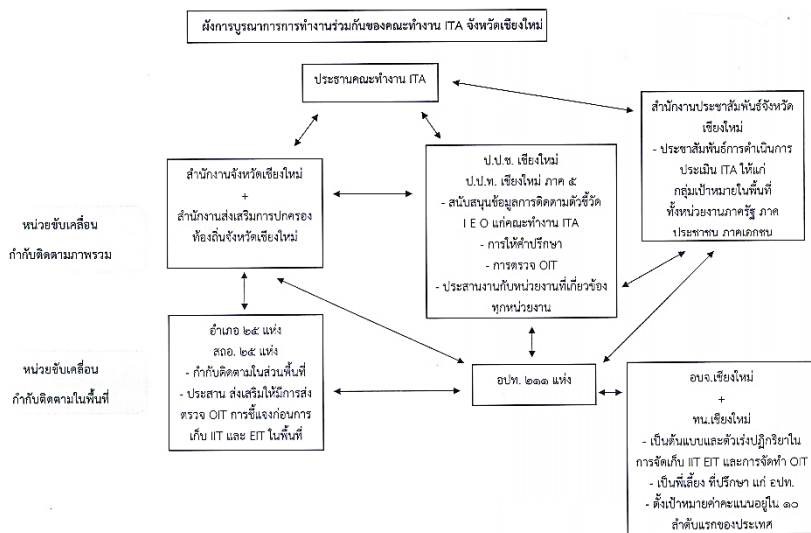 ผังการบูรณาการการทำงานร่วมกันของคณะทำงาน ITA จังหวัดเชียงใหม่
ประธานคณะทำงาน ITA
สำนักงานประชาสัมพันธ์จังหวัด
เชียงใหม่
- ประชาสัมพันธ์การดำเนินการ
ประเมิน ITA ให้แก่
กลุ่มเป้าหมายในพื้นที่
ทั้งหน่วยงานภาครัฐ ภาค
ประชาชน ภาคเอกชน
สำนักงานจังหวัดเชียงใหม่
+
สำนักงานส่งเสริมการปกครอง
ท้องถิ่นจังหวัดเชียงใหม่
ป.ป.ช. เชียงใหม่
ป.ป.ท. เชียงใหม่ ภาค ๕
- สนับสนุนข้อมูลการติดตามตัวชี้วัด
I E O แก่คณะทำงาน ITA
- การให้คำปรึกษา
- การตรวจ OIT
- ประสานงานกับหน่วยงานที่เกี่ยวข้อง
ทุกหน่วยงาน
หน่วยขับเคลื่อน
กำกับติดตามภาพรวม
หน่วยขับเคลื่อน
กำกับติดตามในพื้นที่
อำเภอ ๒๕ แห่ง
สถอ. ๒๕ แห่ง
- กำกับติดตามในส่วนพื้นที่
- ประสาน ส่งเสริมให้มีการส่ง
ตรวจ OIT การชี้แจงก่อนการ
เก็บ IIT และ EIT ในพื้นที่
อปท. ๒๑๑ แห่ง
อบจ.เชียงใหม่
+
ทน.เชียงใหม่
- เป็นต้นแบบและตัวเร่งปฏิกิริยาใน
การจัดเก็บ IIT EIT และการจัดทำ OIT
- เป็นพี่เลี้ยง ที่ปรึกษา แก่ อปท.
- ตั้งเป้าหมายค่าคะแนนอยู่ใน ๑๐
ลำดับแรกของประเทศ